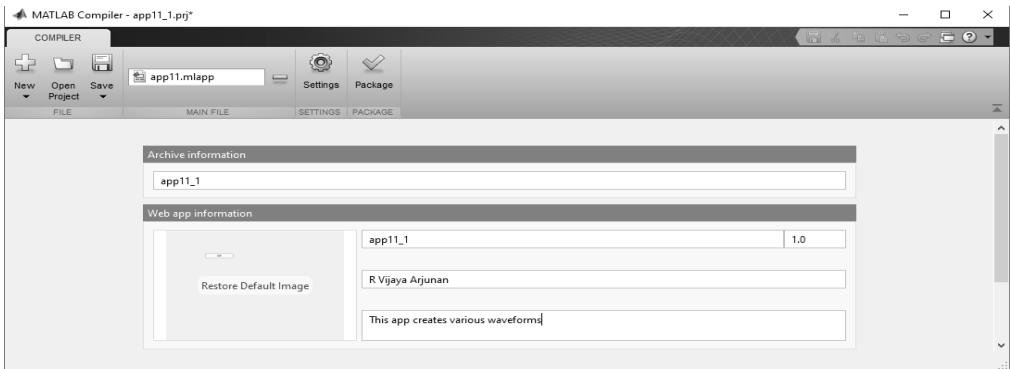 MATLAB Compiler - app11_1.prj*
COMPILER
New
Open Project
Save
app11.mlapp
Settings
Package
FILE
MAIN FILE
SETTINGS
PACKAGE
Archive information
app11_1
Web app information
Restore Default Image
app11_1
1.0
R Vijaya Arjunan
This app creates various waveforms